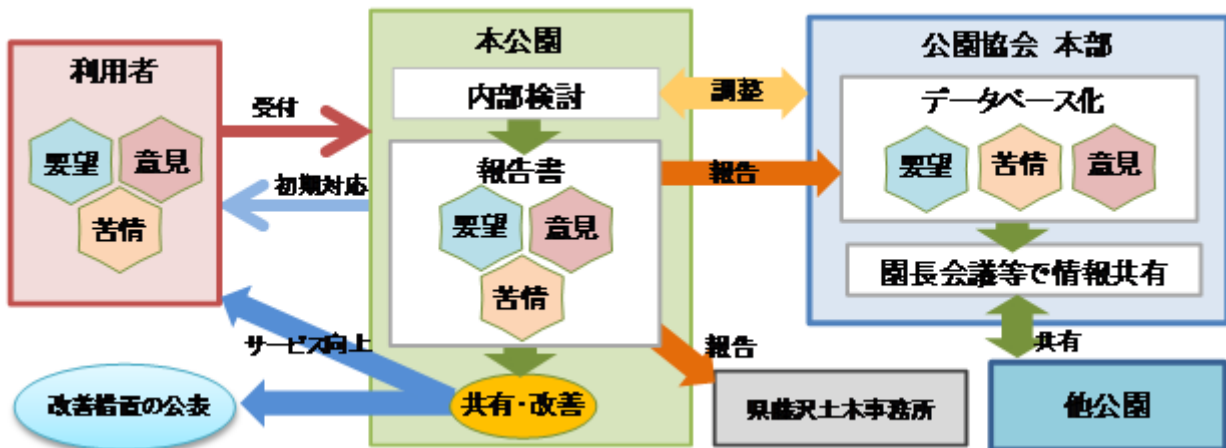 利用者
要望
意見
苦情
受付
初期対応
サービス向上
改善措置の公表
本公園
内部検討
報告書
要望
意見
苦情
共有・改善
調整
報告
報告
県藤沢土木事務所
公園協会 本部
データベース化
要望
苦情
意見
園長会議等で情報共有
共有
他公園